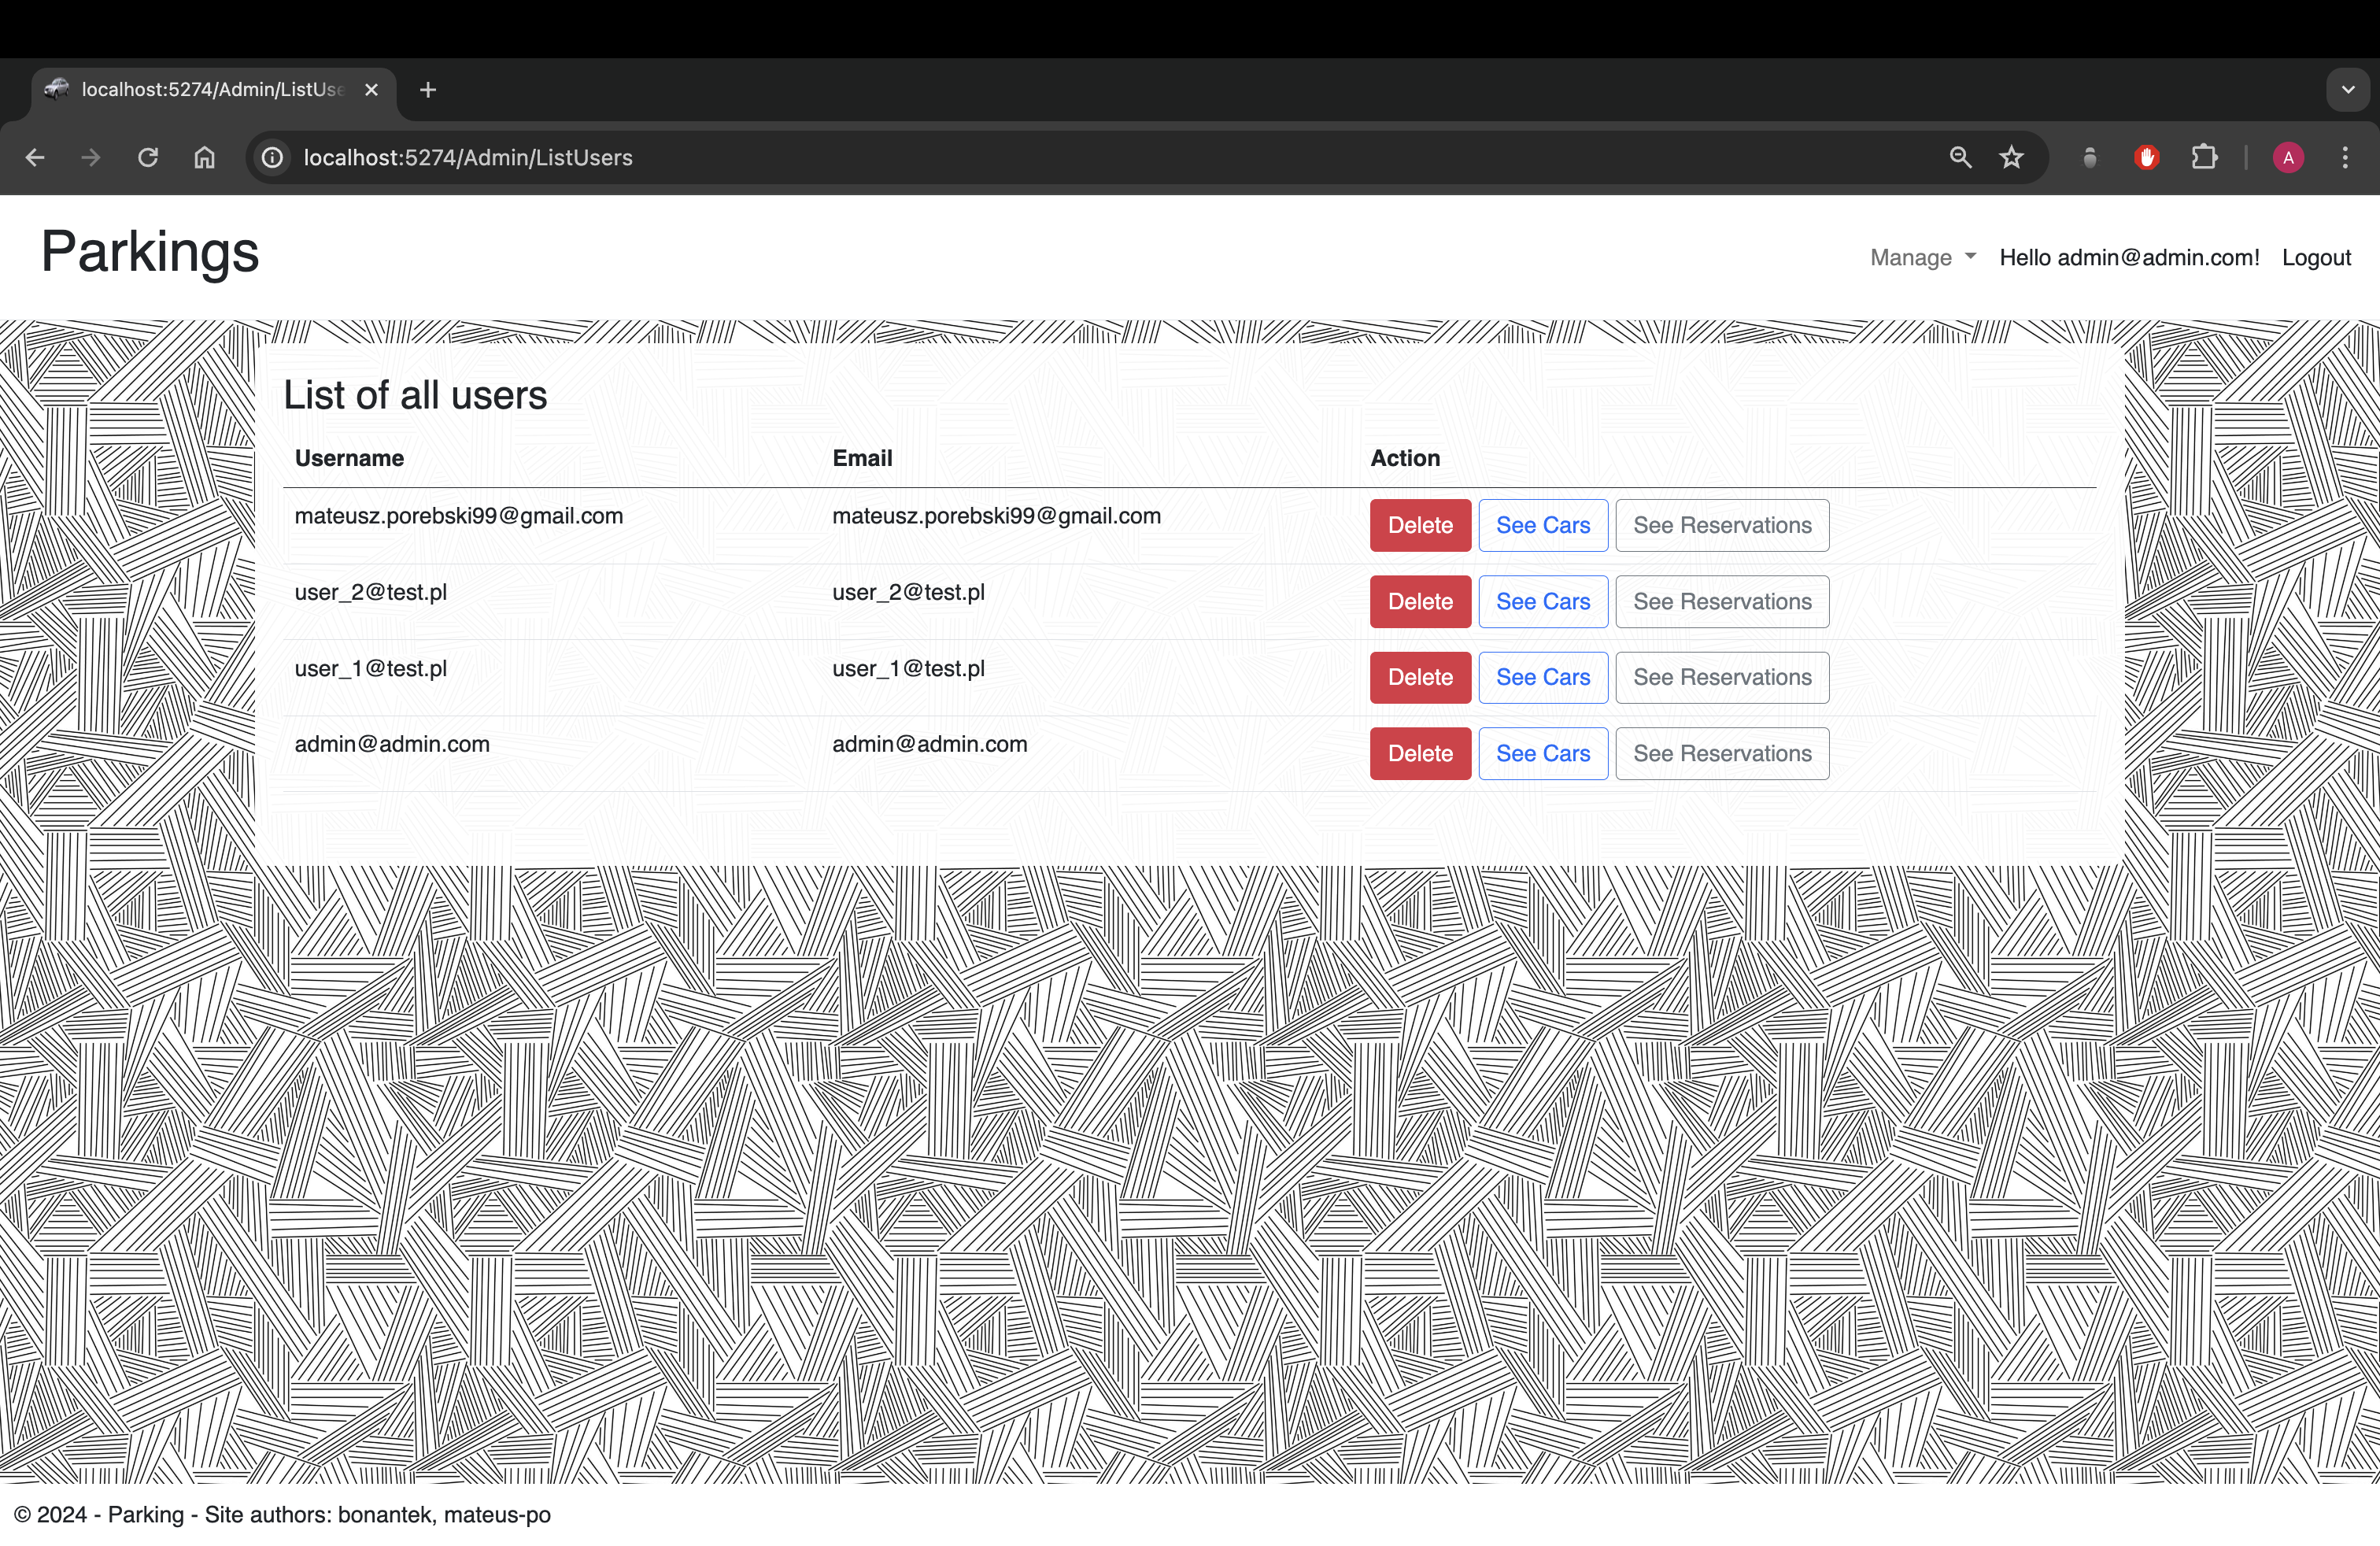 localhost:5274/Admin/ListUse
localhost:5274/Admin/ListUsers
A
Parkings
Manage Hello admin@admin.com! Logout
List of all users
Username Email Action
mateusz.porebski99@gmail.com mateusz.porebski99@gmail.com Delete See Cars See Reservations
user_2@test.pl user_2@test.pl Delete See Cars See Reservations
user_1@test.pl user_1@test.pl Delete See Cars See Reservations
admin@admin.com admin@admin.com Delete See Cars See Reservations
© 2024 - Parking - Site authors: bonantek, mateus-po